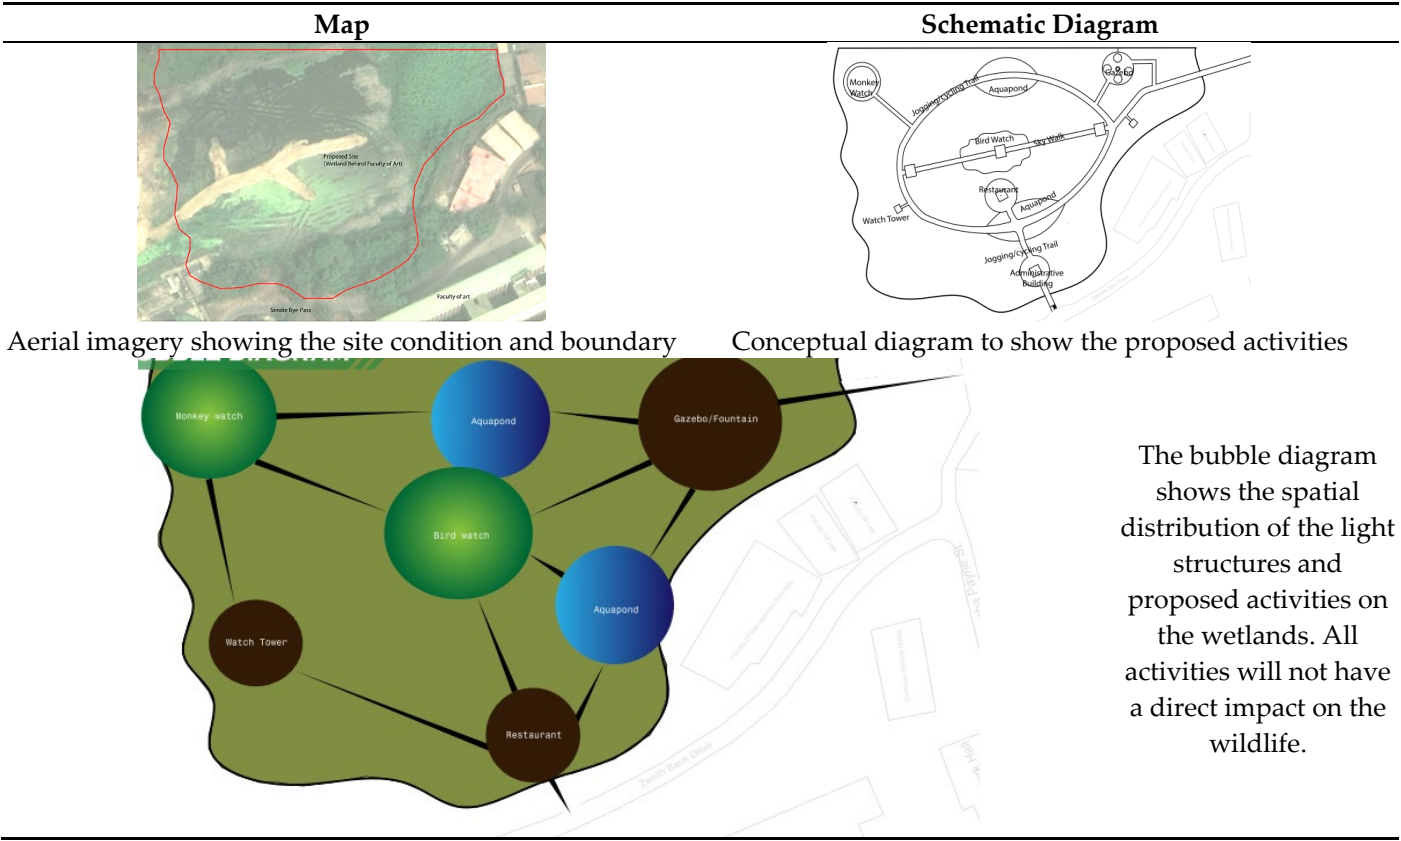 Map
Schematic Diagram
Proposed Site
(Wetland Behind Faculty of Art)
Faculty of art
Senate Bye-Pass
Monkey
Watch
Jogging/cycling Trail
Aquapond
Gazebo
Bird Watch
Sky Walk
Restaurant
Aquapond
Watch Tower
Jogging/cycling Trail
Administrative
Building
Aerial imagery showing the site condition and boundary
Conceptual diagram to show the proposed activities
Monkey watch
Aquapond
Gazebo/Fountain
Bird watch
Aquapond
Watch Tower
Restaurant
Zenith Back Drive
The bubble diagram
shows the spatial
distribution of the light
structures and
proposed activities on
the wetlands. All
activities will not have
a direct impact on the
wildlife.